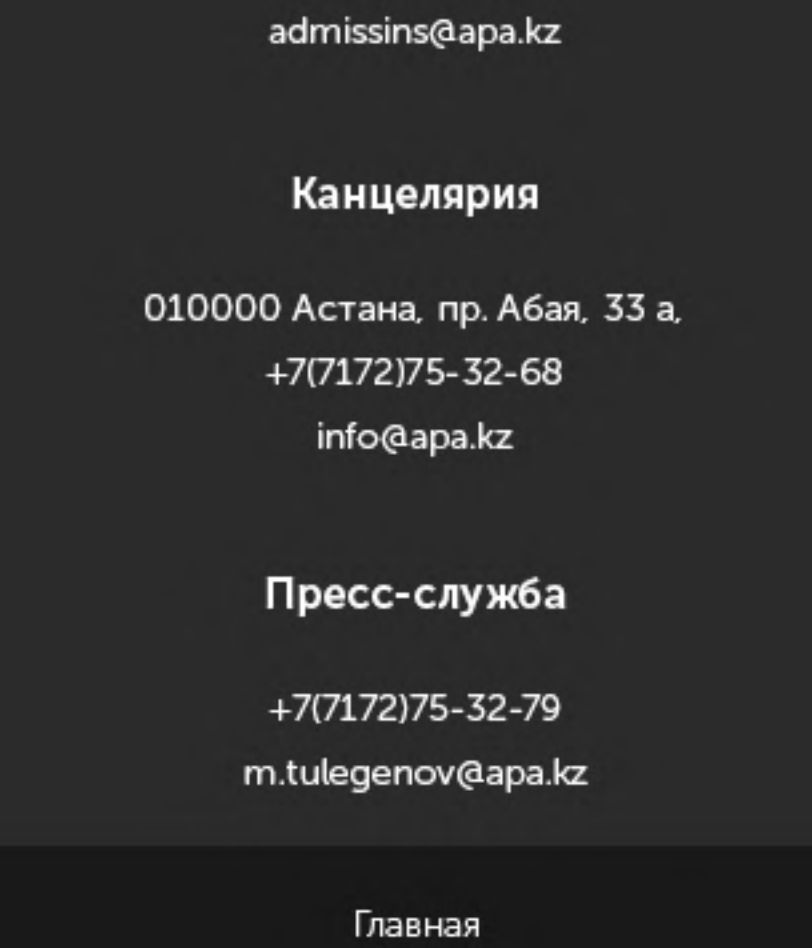 admissins@apa.kz
Канцелярия
010000 Астана, пр. Абая, 33 а,
+7(7172)75-32-68
info@apa.kz
Пресс-служба
+7(7172)75-32-79
m.tulegenov@apa.kz
Главная